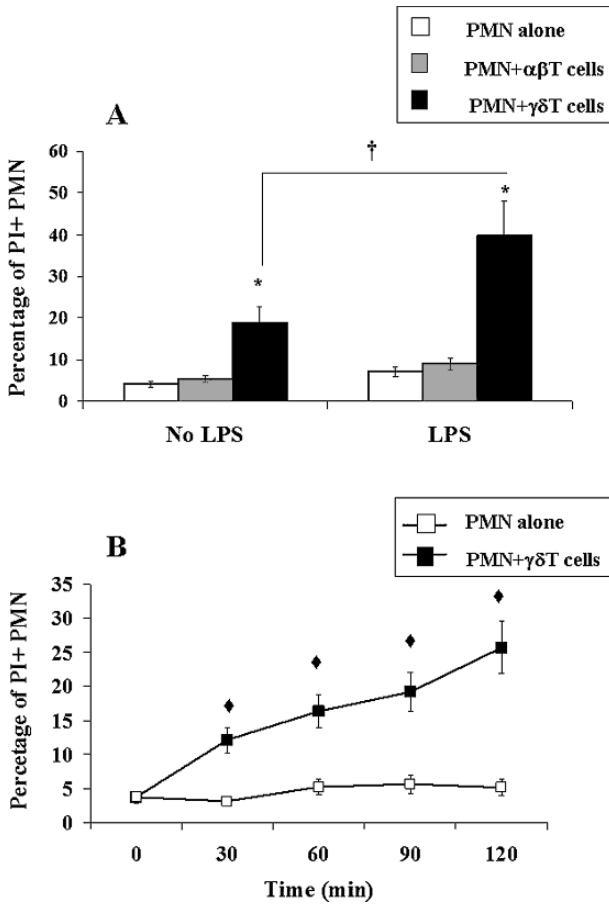 PMN alone
PMN+αβT cells
PMN+γδT cells
A
Percentage of PI+ PMN
60
50
40
30
20
10
0
†
*
*
No LPS
LPS
PMN alone
PMN+γδT cells
B
Percetage of PI+ PMN
35
30
25
20
15
10
5
0
0 30 60 90 120
Time (min)